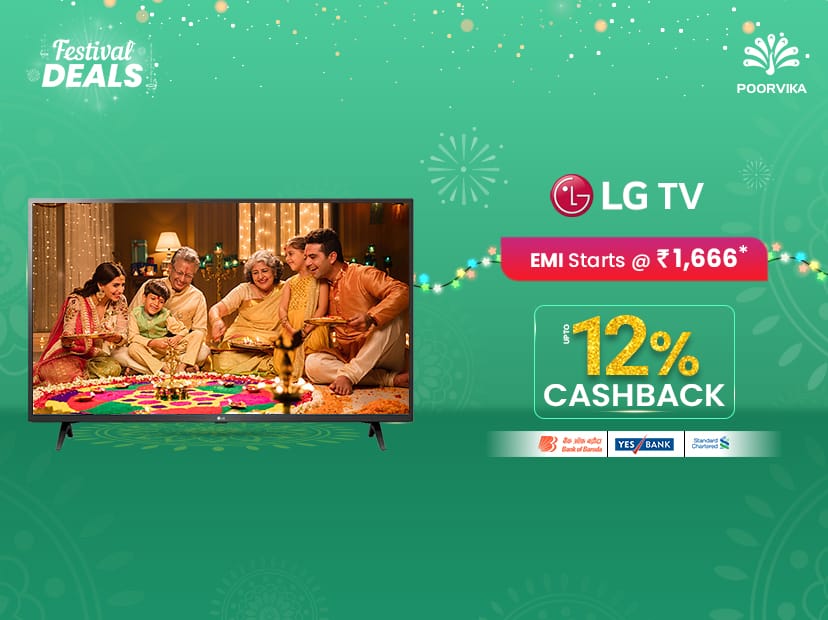 Festival
DEALS
POORVIKA
LG TV
EMI Starts @ ₹1,666*
UPTO
12%
CASHBACK
Bank of Baroda
YES BANK
Standard
Chartered